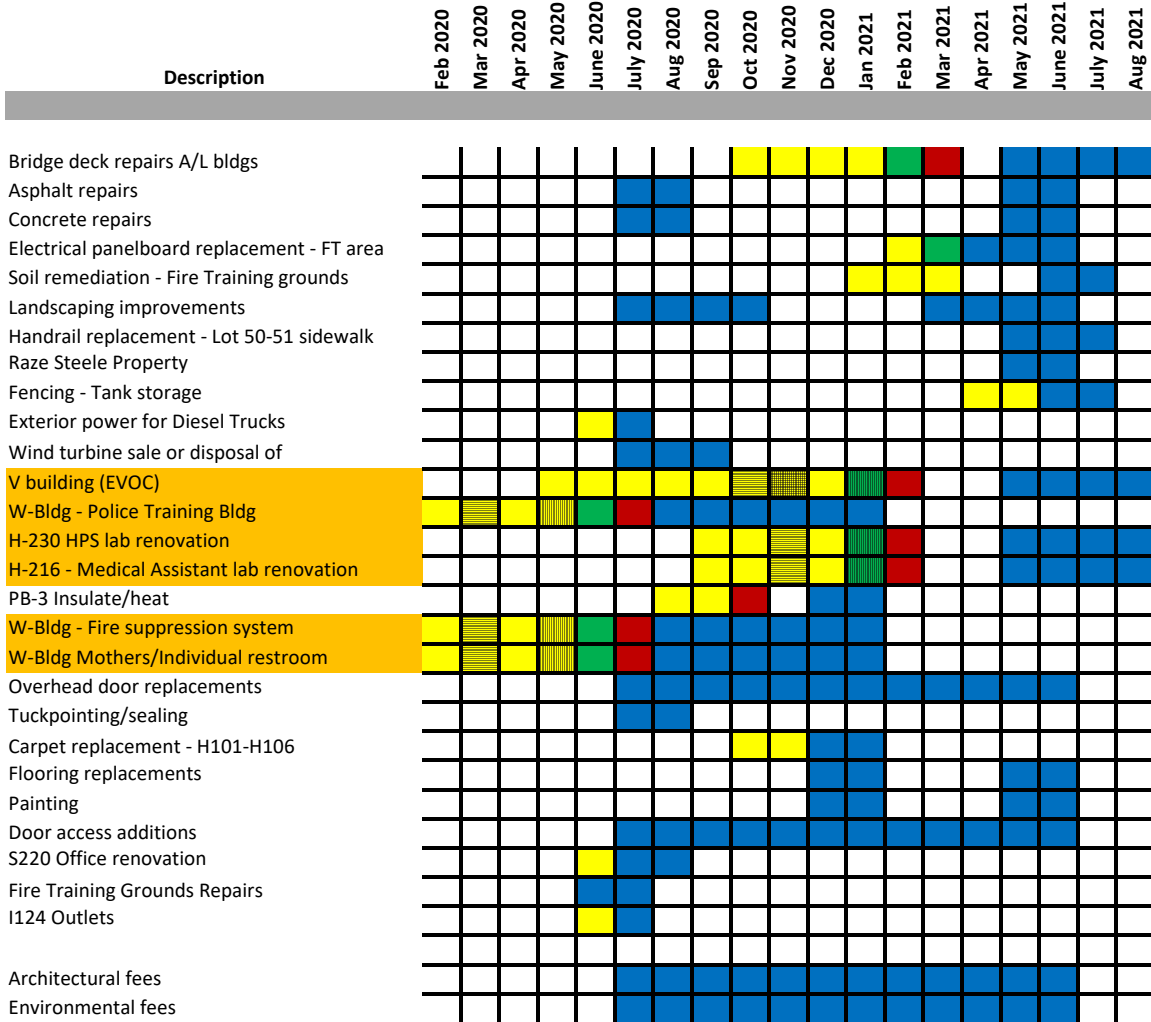 Description
Feb 2020
Mar 2020
Apr 2020
May 2020
June 2020
July 2020
Aug 2020
Sep 2020
Oct 2020
Nov 2020
Dec 2020
Jan 2021
Feb 2021
Mar 2021
Apr 2021
May 2021
June 2021
July 2021
Aug 2021
Bridge deck repairs A/L bldgs
Asphalt repairs
Concrete repairs
Electrical panelboard replacement - FT area
Soil remediation - Fire Training grounds
Landscaping improvements
Handrail replacement - Lot 50-51 sidewalk
Raze Steele Property
Fencing - Tank storage
Exterior power for Diesel Trucks
Wind turbine sale or disposal of
V building (EVOC)
W-Bldg - Police Training Bldg
H-230 HPS lab renovation
H-216 - Medical Assistant lab renovation
PB-3 Insulate/heat
W-Bldg - Fire suppression system
W-Bldg Mothers/Individual restroom
Overhead door replacements
Tuckpointing/sealing
Carpet replacement - H101-H106
Flooring replacements
Painting
Door access additions
S220 Office renovation
Fire Training Grounds Repairs
I124 Outlets
Architectural fees
Environmental fees